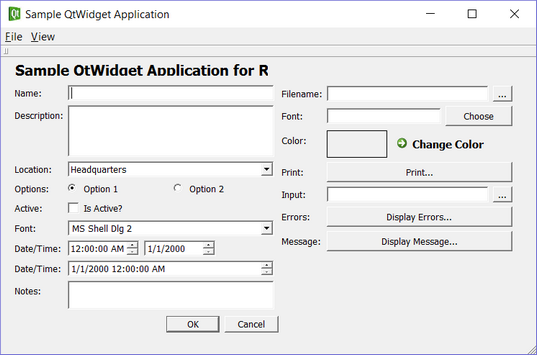 Qt Sample QtWidget Application
File View
Sample QtWidget Application for R
Name:
Description:
Location: Headquarters
Options: Option 1 Option 2
Active: Is Active?
Font: MS Shell Dlg 2
Date/Time: 12:00:00 AM 1/1/2000
Date/Time: 1/1/2000 12:00:00 AM
Notes:
Filename: ...
Font: Choose
Color: Change Color
Print: Print...
Input: ...
Errors: Display Errors...
Message: Display Message...
OK Cancel